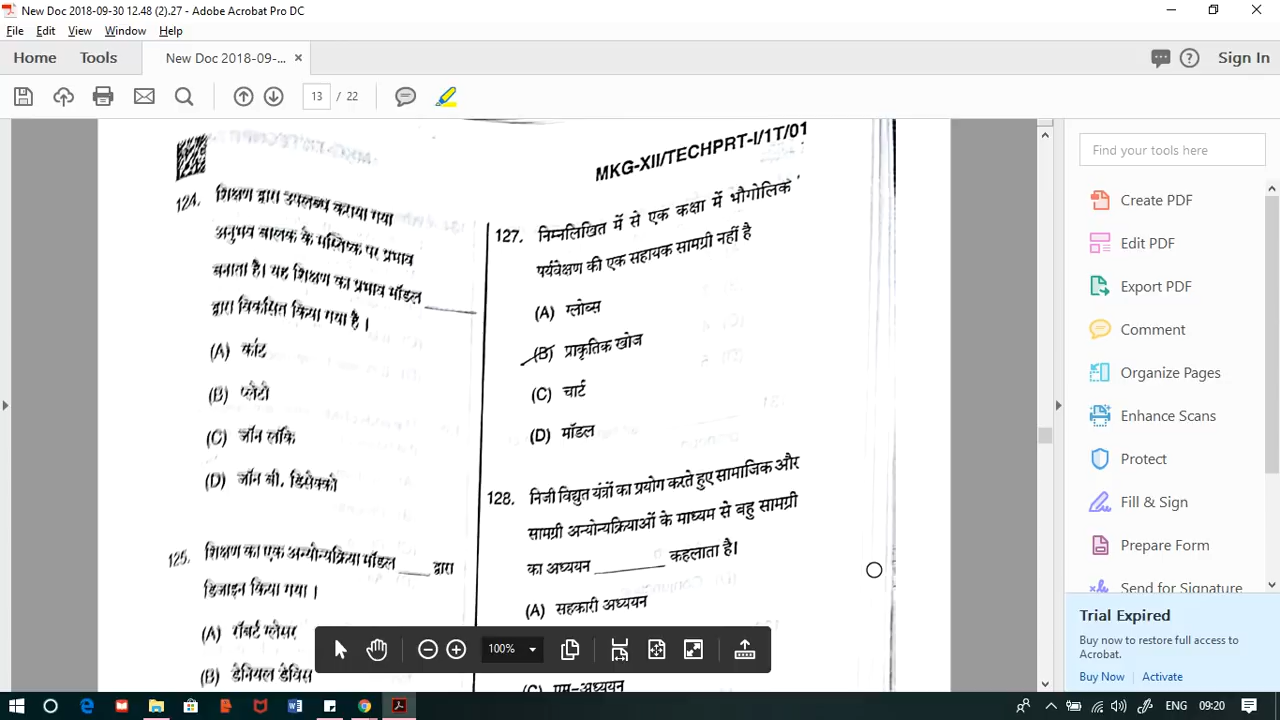 New Doc 2018-09-30 12.48 (2).27 - Adobe Acrobat Pro DC
File Edit View Window Help
Home Tools New Doc 2018-09-... × Sign In
13 / 22
MKG-XII/TECHPRT-I/1T/01
124. शिक्षण द्वारा उपलब्ध कराया गया
अनुभव बालक के मस्तिष्क पर प्रभाव
बनाता है। यह शिक्षण का प्रभाव मॉडल
द्वारा विकसित किया गया है ।
(A) कांट
(B) प्लेटो
(C) जॉन लॉक
(D) जॉन बी. डिसेक्को
125. शिक्षण का एक अन्योन्यक्रिया मॉडल ____ द्वारा
डिजाइन किया गया ।
(A) रॉबर्ट ग्लेसर
(B) डेनियल डेविस
127. निम्नलिखित में से एक कक्षा में भौगोलिक
पर्यवेक्षण की एक सहायक सामग्री नहीं है
(A) ग्लोब्स
(B) प्राकृतिक खोज
(C) चार्ट
(D) मॉडल
128. निजी विद्युत यंत्रों का प्रयोग करते हुए सामाजिक और
सामग्री अन्योन्यक्रियाओं के माध्यम से बहु सामग्री
का अध्ययन ________ कहलाता है।
(A) सहकारी अध्ययन
(C) एम-अध्ययन
100%
Find your tools here
Create PDF
Edit PDF
Export PDF
Comment
Organize Pages
Enhance Scans
Protect
Fill & Sign
Prepare Form
Send for Signature
Trial Expired
Buy now to restore full access to
Acrobat.
Buy Now Activate
ENG 09:20